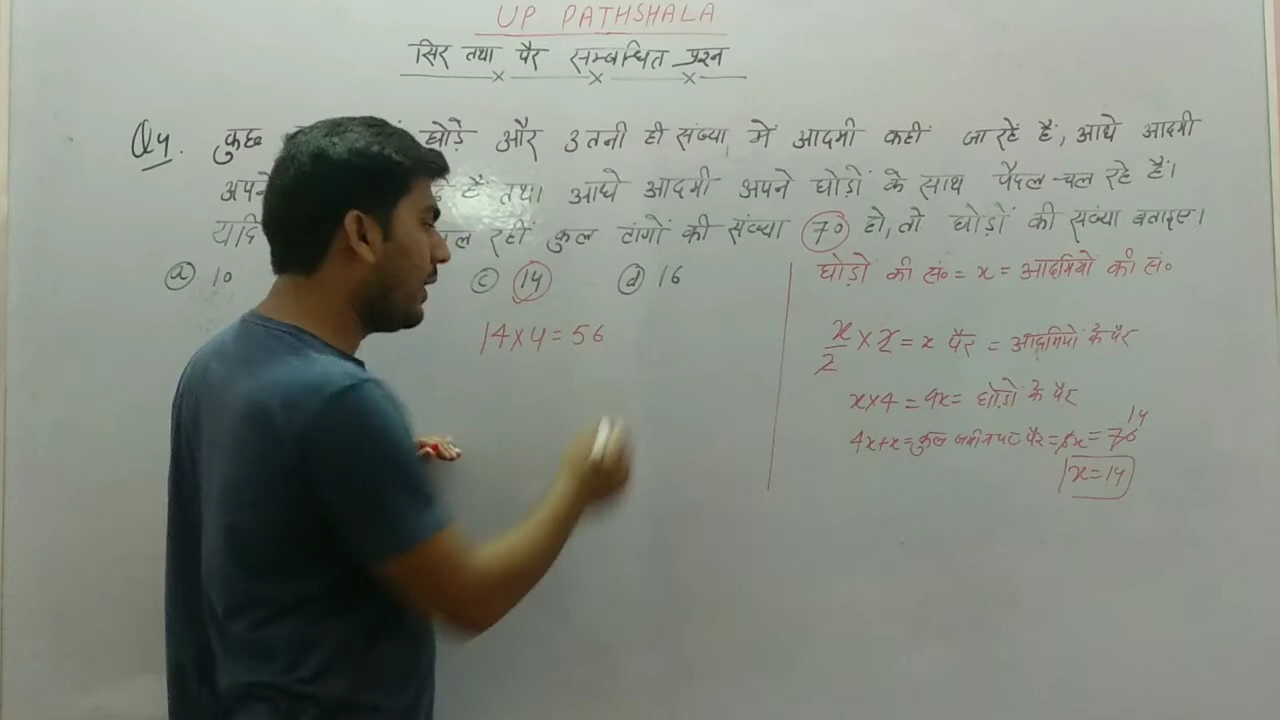 UP PATHSHALA
सिर तथा पैर सम्बन्धित प्रश्न
Q4. कुछ घोड़े और उतनी ही संख्या में आदमी कहीं जा रहें हैं, आधे आदमी
अपने हैं तथा आधे आदमी अपने घोड़ों के साथ पैदल चल रहे हैं।
यदि रहीं कुल टांगों की संख्या 70 हो, तो घोड़ों की संख्या बताइए।
(a) 10 (c) 14 (d) 16
14×4=56
घोड़ों की सं० = x = आदमियों की सं०
x/2 × 2 = x पैर = आदमियों के पैर
x×4 = 4x = घोड़ों के पैर
4x+x = कुल जमीन पर पैर = 5x = 70 14
x=14